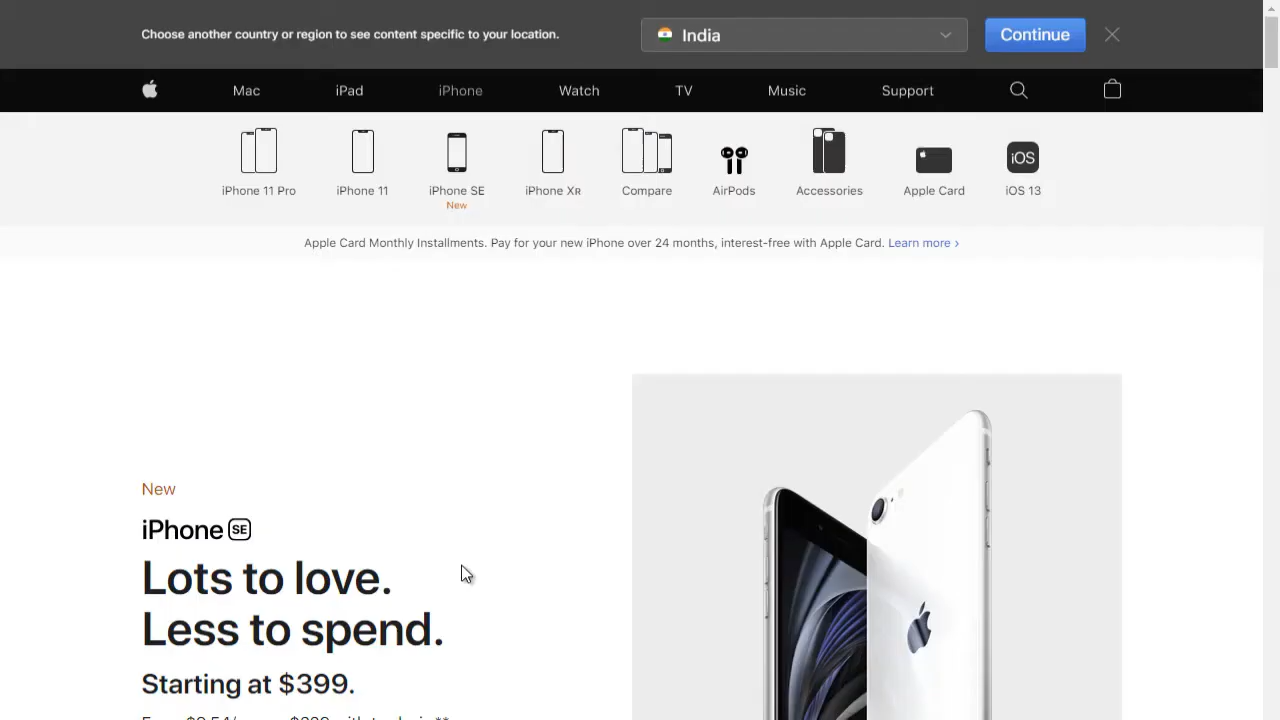 Choose another country or region to see content specific to your location.
India
Continue
Mac
iPad
iPhone
Watch
TV
Music
Support
iPhone 11 Pro
iPhone 11
iPhone SE
New
iPhone XR
Compare
AirPods
Accessories
Apple Card
iOS
iOS 13
Apple Card Monthly Installments. Pay for your new iPhone over 24 months, interest-free with Apple Card. Learn more ›
New
iPhone SE
Lots to love.
Less to spend.
Starting at $399.